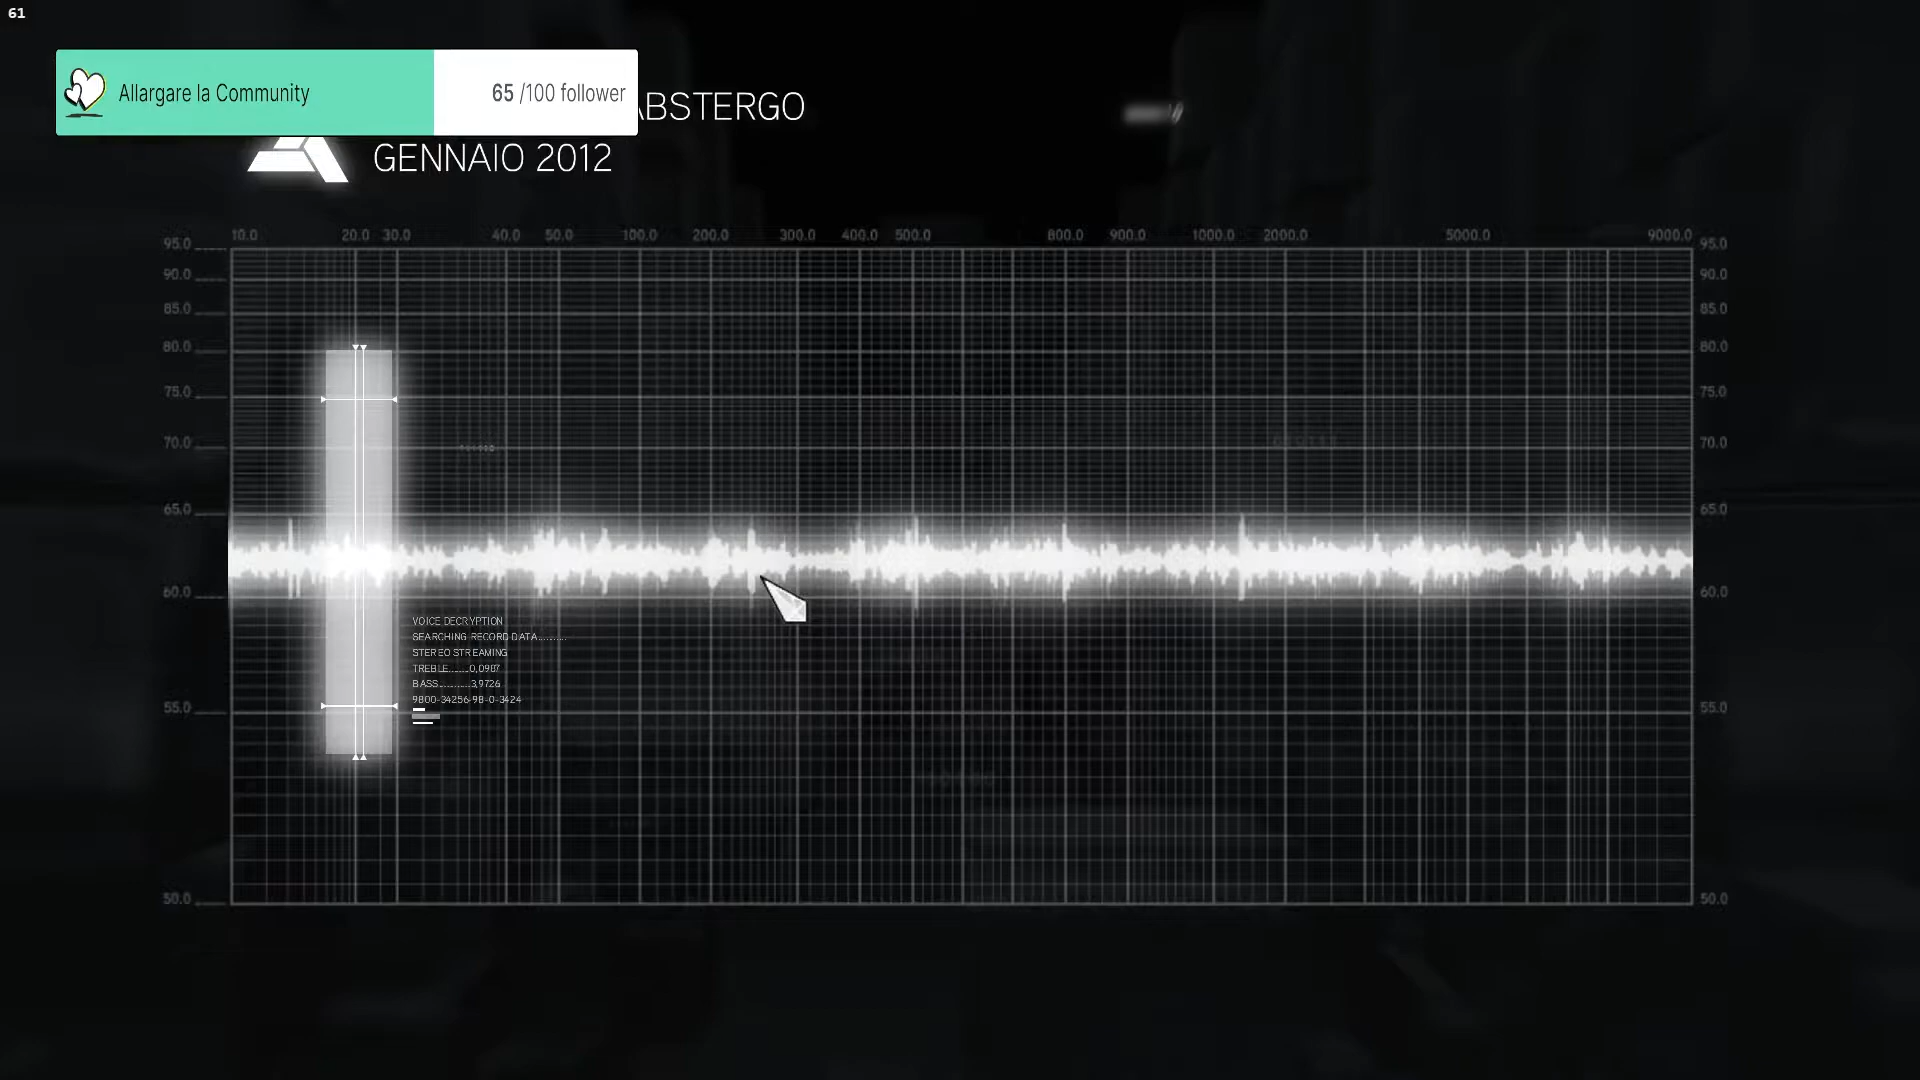 61
Allargare la Community
65 /100 follower
ABSTERGO
GENNAIO 2012
10.0 20.0 30.0 40.0 50.0 100.0 200.0 300.0 400.0 500.0 800.0 900.0 1000.0 2000.0 5000.0 9000.0
95.0 95.0
90.0 90.0
85.0 85.0
80.0 80.0
75.0 75.0
70.0 70.0
65.0 65.0
60.0 60.0
VOICE DECRYPTION
SEARCHING RECORD DATA..........
STEREO STREAMING
TREBLE.......0,0987
BASS..........3,9726
9800-34256-98-0-3424
55.0 55.0
50.0 50.0